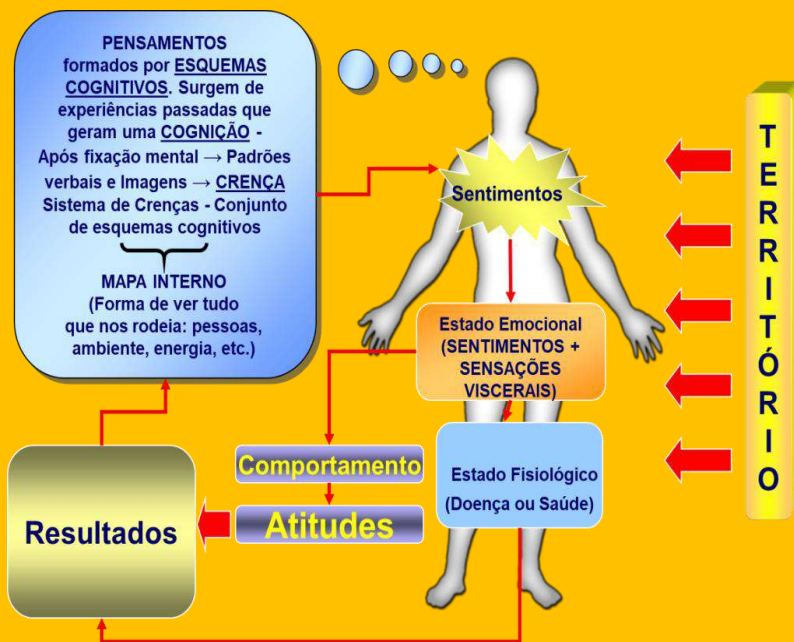 PENSAMENTOS
formados por ESQUEMAS
COGNITIVOS. Surgem de
experiências passadas que
geram uma COGNIÇÃO -
Após fixação mental → Padrões
verbais e Imagens → CRENÇA
Sistema de Crenças - Conjunto
de esquemas cognitivos
MAPA INTERNO
(Forma de ver tudo
que nos rodeia: pessoas,
ambiente, energia, etc.)
Sentimentos
Estado Emocional
(SENTIMENTOS +
SENSAÇÕES
VISCERAIS)
Comportamento
Atitudes
Estado Fisiológico
(Doença ou Saúde)
Resultados
TERRITÓRIO